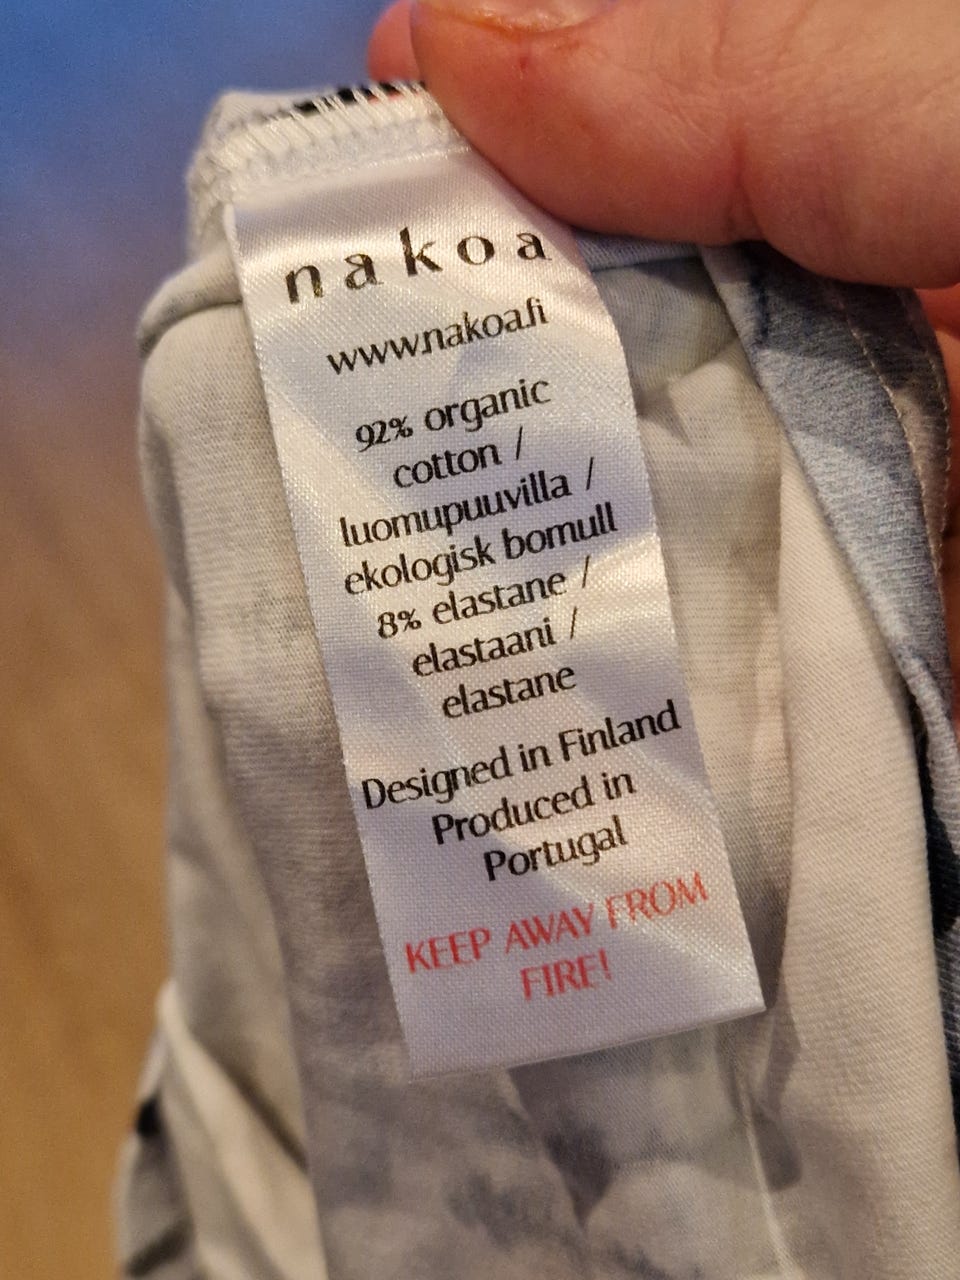 nakoa
www.nakoa.fi
92% organic
cotton /
luomupuuvilla /
ekologisk bomull
8% elastane /
elastaani /
elastane
Designed in Finland
Produced in
Portugal
KEEP AWAY FROM
FIRE!